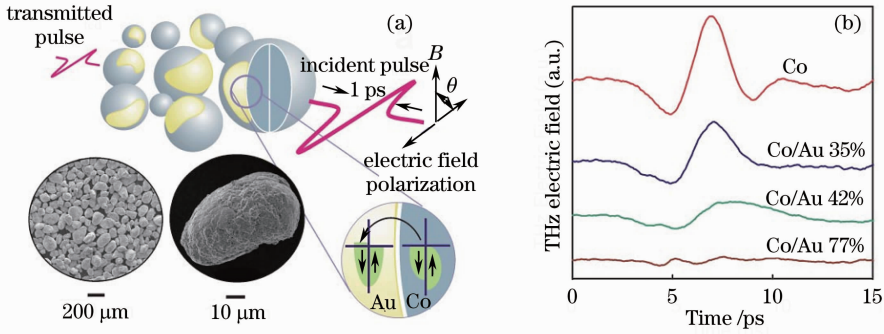 transmitted
pulse
(a)
incident pulse
1 ps
B
θ
electric field
polarization
Au
Co
200 μm
10 μm
(b)
THz electric field (a.u.)
Co
Co/Au 35%
Co/Au 42%
Co/Au 77%
0
5
10
15
Time /ps